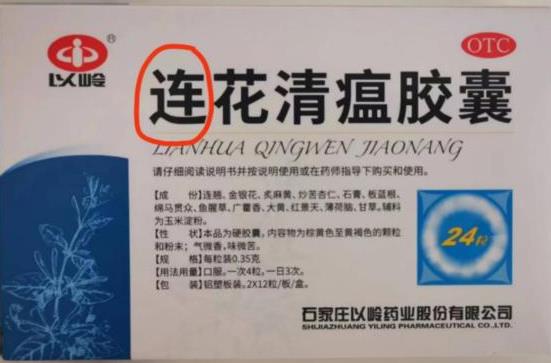 以岭
®
OTC
连花清瘟胶囊
LIANHUA QINGWEN JIAONANG
请仔细阅读说明书并按说明使用或在药师指导下购买和使用。
【成 份】连翘、金银花、炙麻黄、炒苦杏仁、石膏、板蓝根、
绵马贯众、鱼腥草、广藿香、大黄、红景天、薄荷脑、甘草。辅料
为玉米淀粉。
【性 状】本品为硬胶囊，内容物为棕黄色至黄褐色的颗粒
和粉末；气微香，味微苦。
【规 格】每粒装0.35克
【用法用量】口服。一次4粒，一日3次。
【包 装】铝塑板装。2X12粒/板/盒。
24粒
石家庄以岭药业股份有限公司
SHIJIAZHUANG YILING PHARMACEUTICAL CO.,LTD.